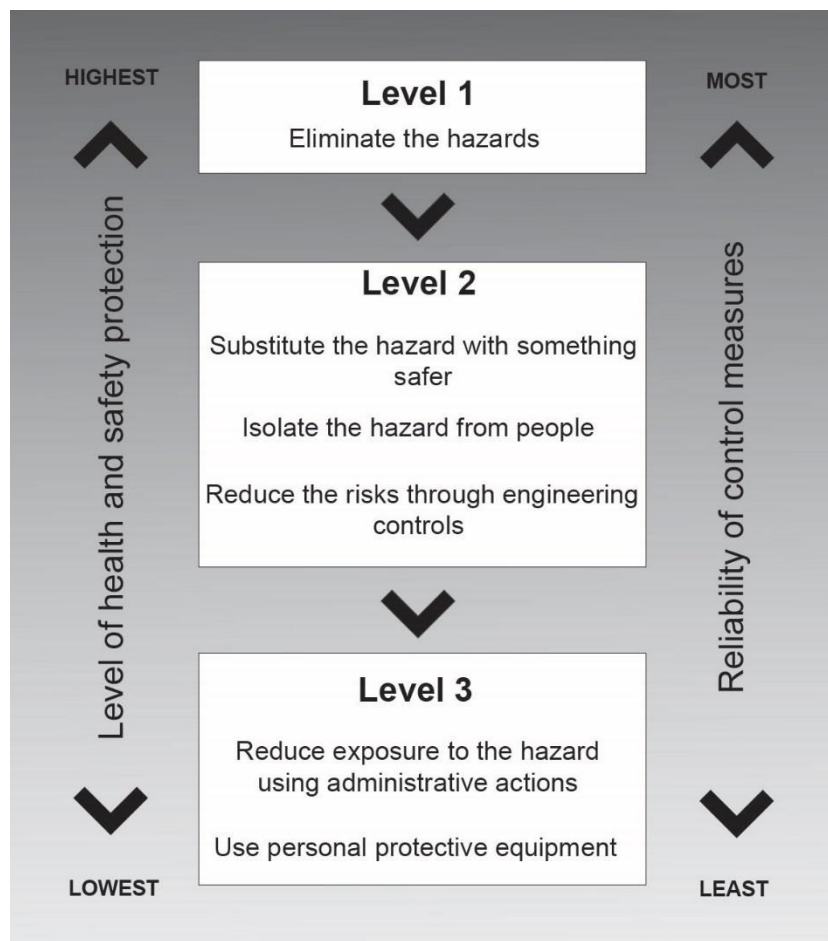 HIGHEST
Level 1
MOST
Eliminate the hazards
Level of health and safety protection
Level 2
Substitute the hazard with something
safer
Isolate the hazard from people
Reduce the risks through engineering
controls
Reliability of control measures
Level 3
Reduce exposure to the hazard
using administrative actions
Use personal protective equipment
LOWEST
LEAST